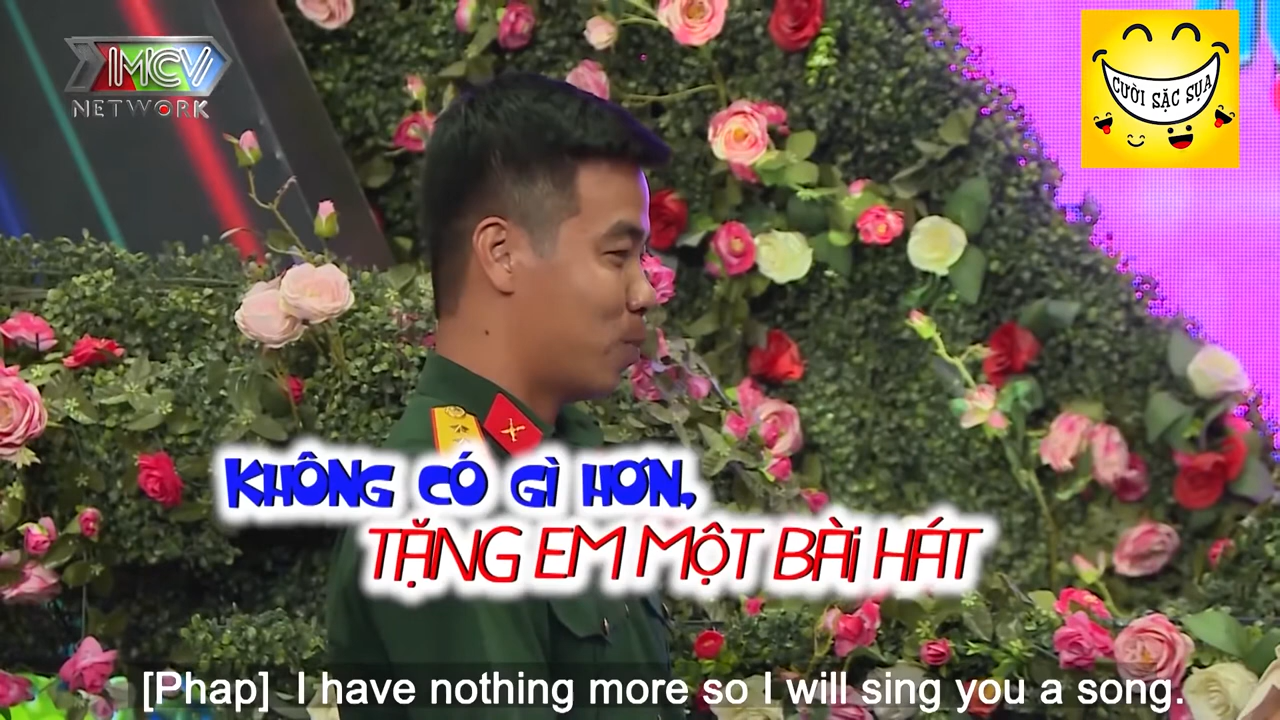 MCV
NETWORK
CƯỜI SẶC SỤA
KHÔNG CÓ GÌ HƠN,
TẶNG EM MỘT BÀI HÁT
[Phap]  I have nothing more so I will sing you a song.